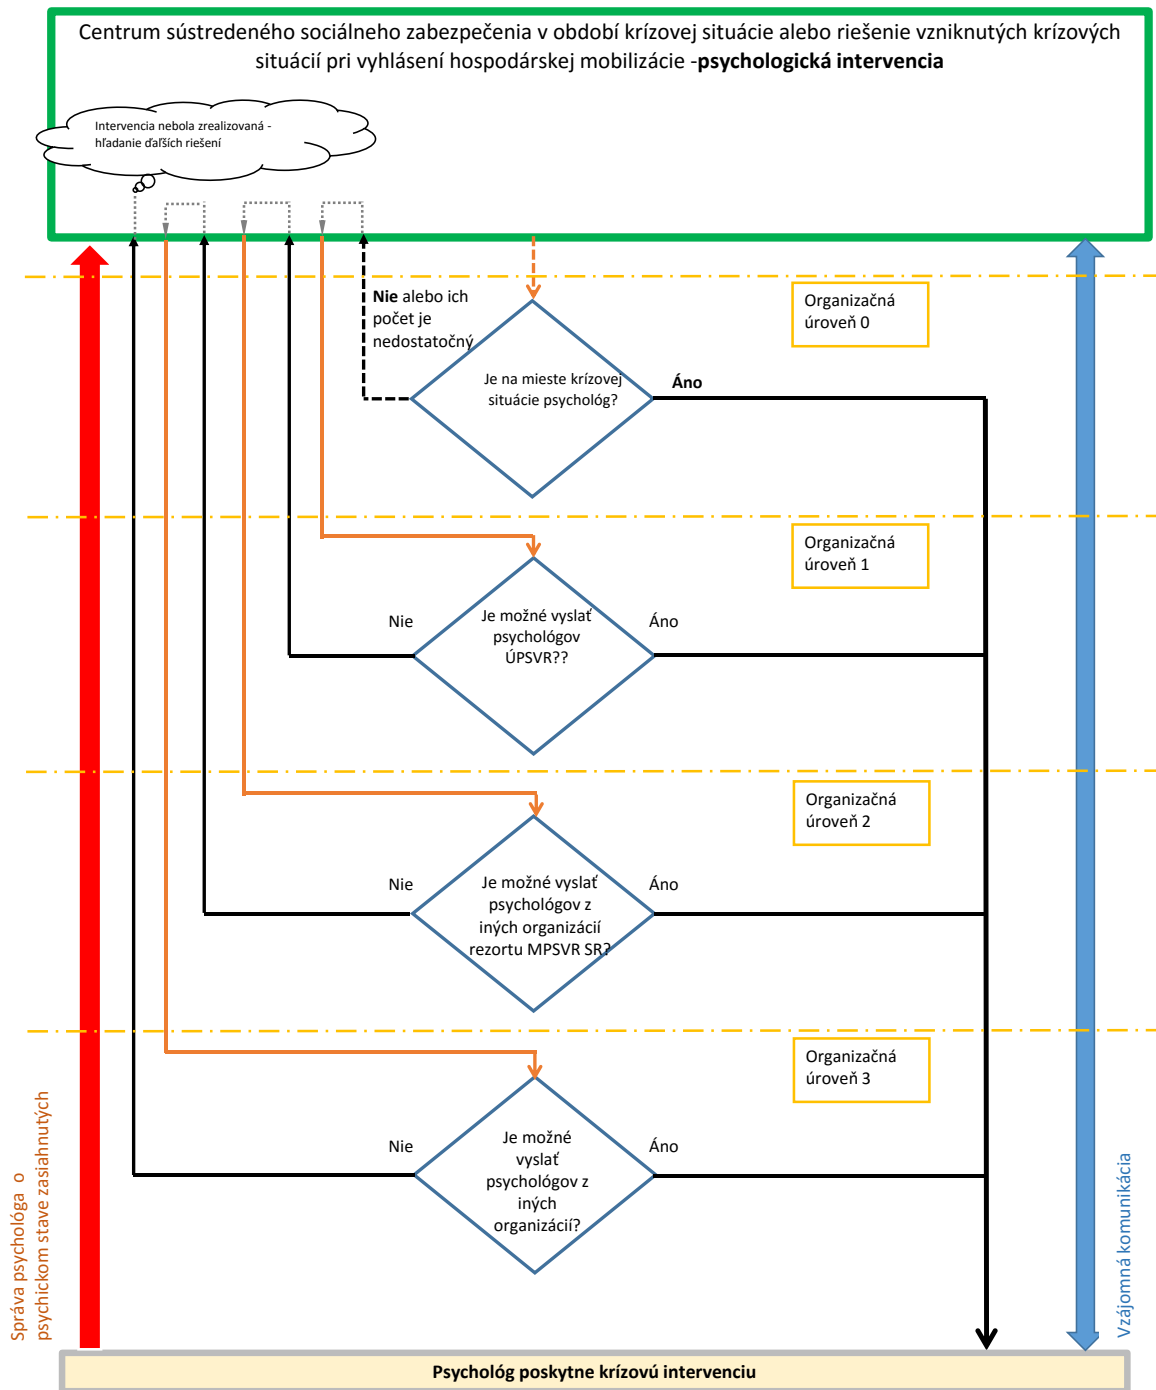 Centrum sústredeného sociálneho zabezpečenia v období krízovej situácie alebo riešenie vzniknutých krízových
situácií pri vyhlásení hospodárskej mobilizácie -psychologická intervencia
Intervencia nebola zrealizovaná -
hľadanie ďaľších riešení
Nie alebo ich
počet je
nedostatočný
Organizačná
úroveň 0
Je na mieste krízovej
situácie psychológ?
Áno
Organizačná
úroveň 1
Nie
Je možné vyslať
psychológov
ÚPSVR??
Áno
Organizačná
úroveň 2
Nie
Je možné vyslať
psychológov z
iných organizácií
rezortu MPSVR SR?
Áno
Organizačná
úroveň 3
Nie
Je možné
vyslať
psychológov z
iných
organizácií?
Áno
Správa psychológa o
psychickom stave zasiahnutých
Vzájomná komunikácia
Psychológ poskytne krízovú intervenciu